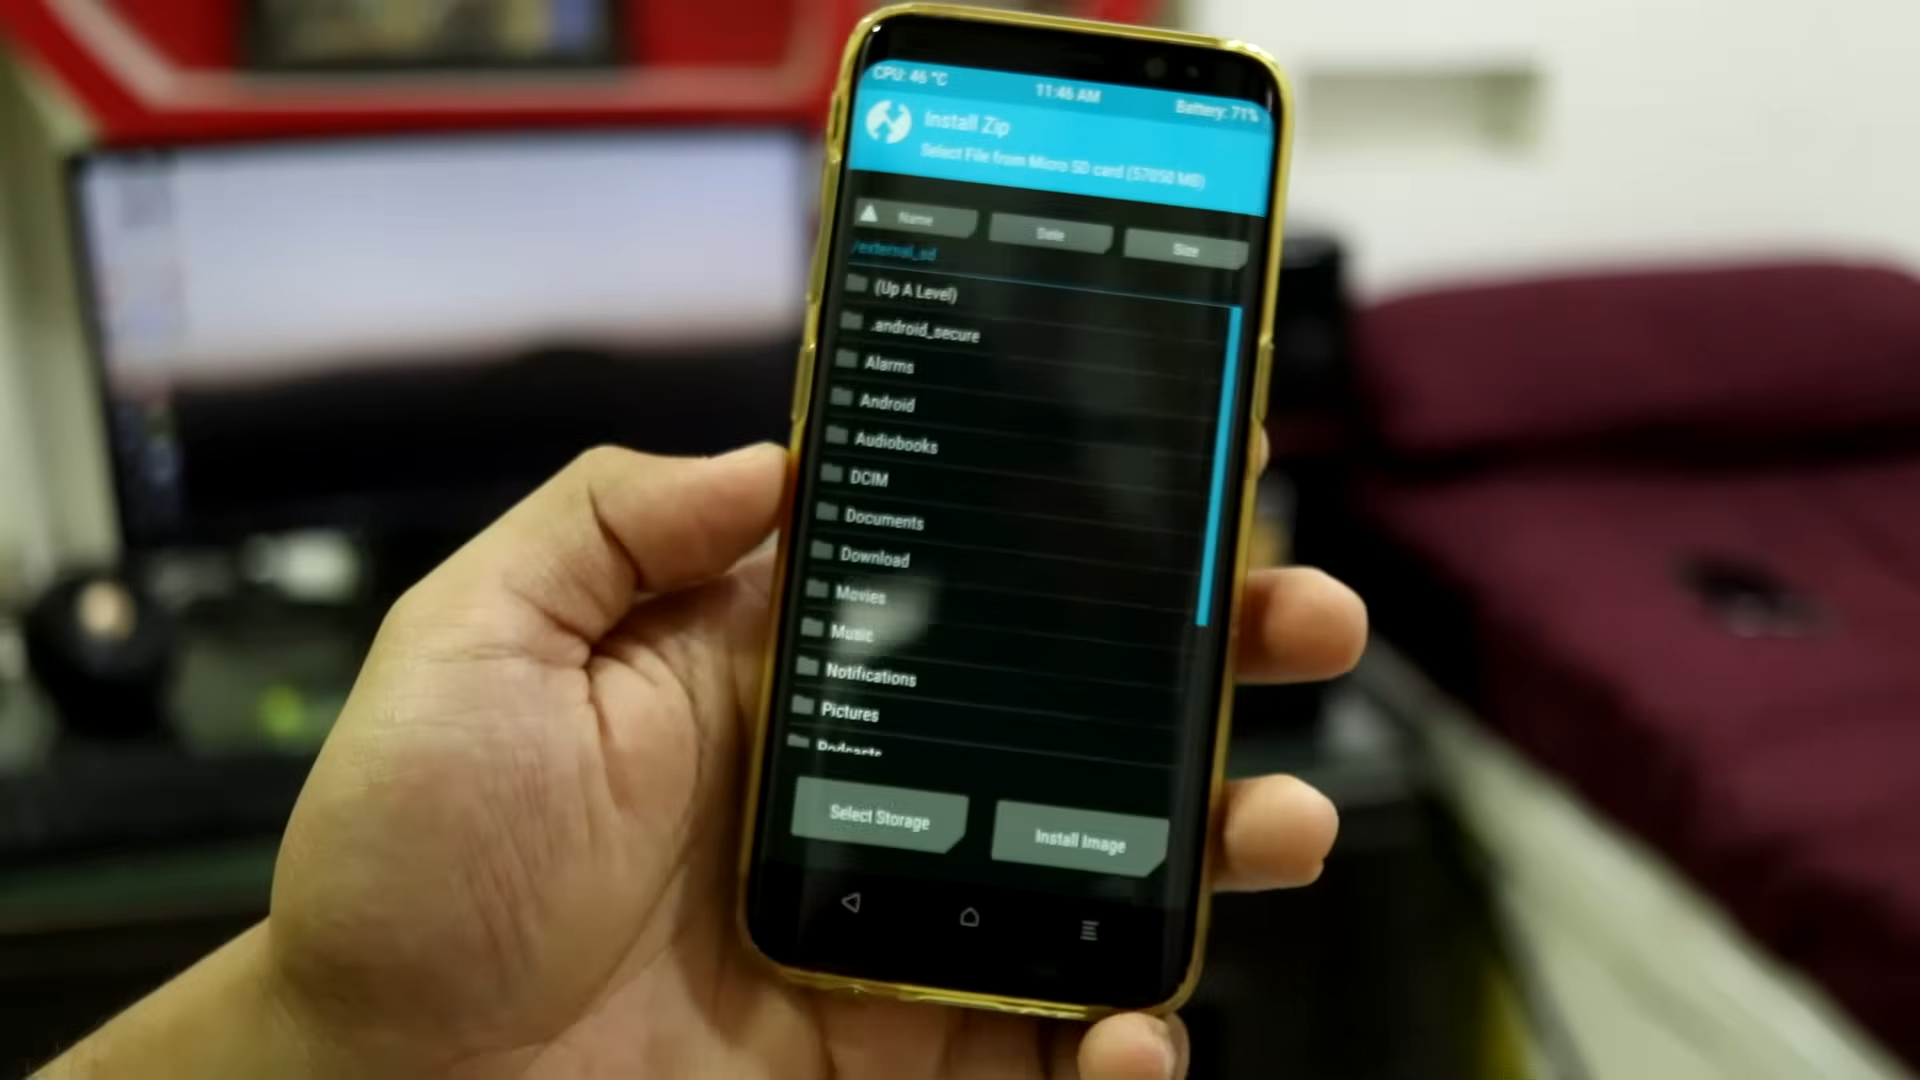 CPU: 46 °C
11:46 AM
Battery: 71%
Install Zip
Select File from Micro SD card (57050 MB)
Name
Date
Size
/external_sd
(Up A Level)
.android_secure
Alarms
Android
Audiobooks
DCIM
Documents
Download
Movies
Music
Notifications
Pictures
Podcasts
Select Storage
Install Image